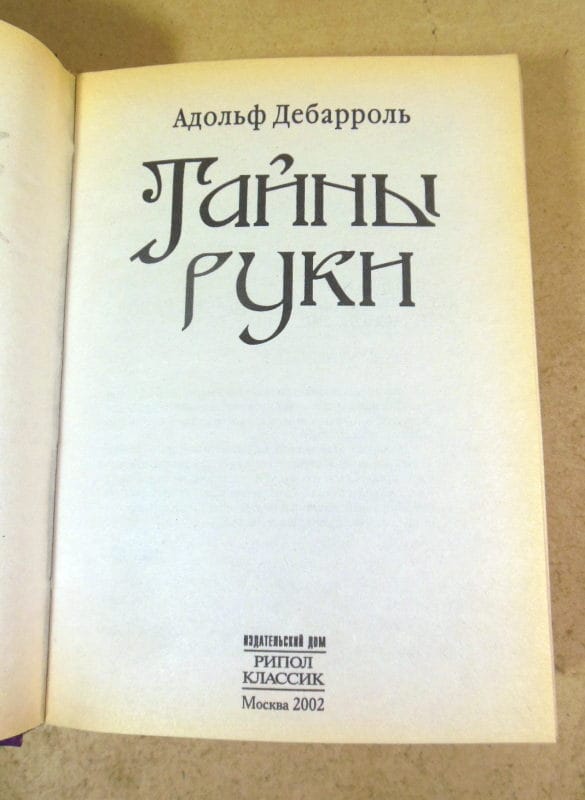 Адольф Дебарроль
Тайны
руки
ИЗДАТЕЛЬСКИЙ ДОМ
РИПОЛ
КЛАССИК
Москва 2002